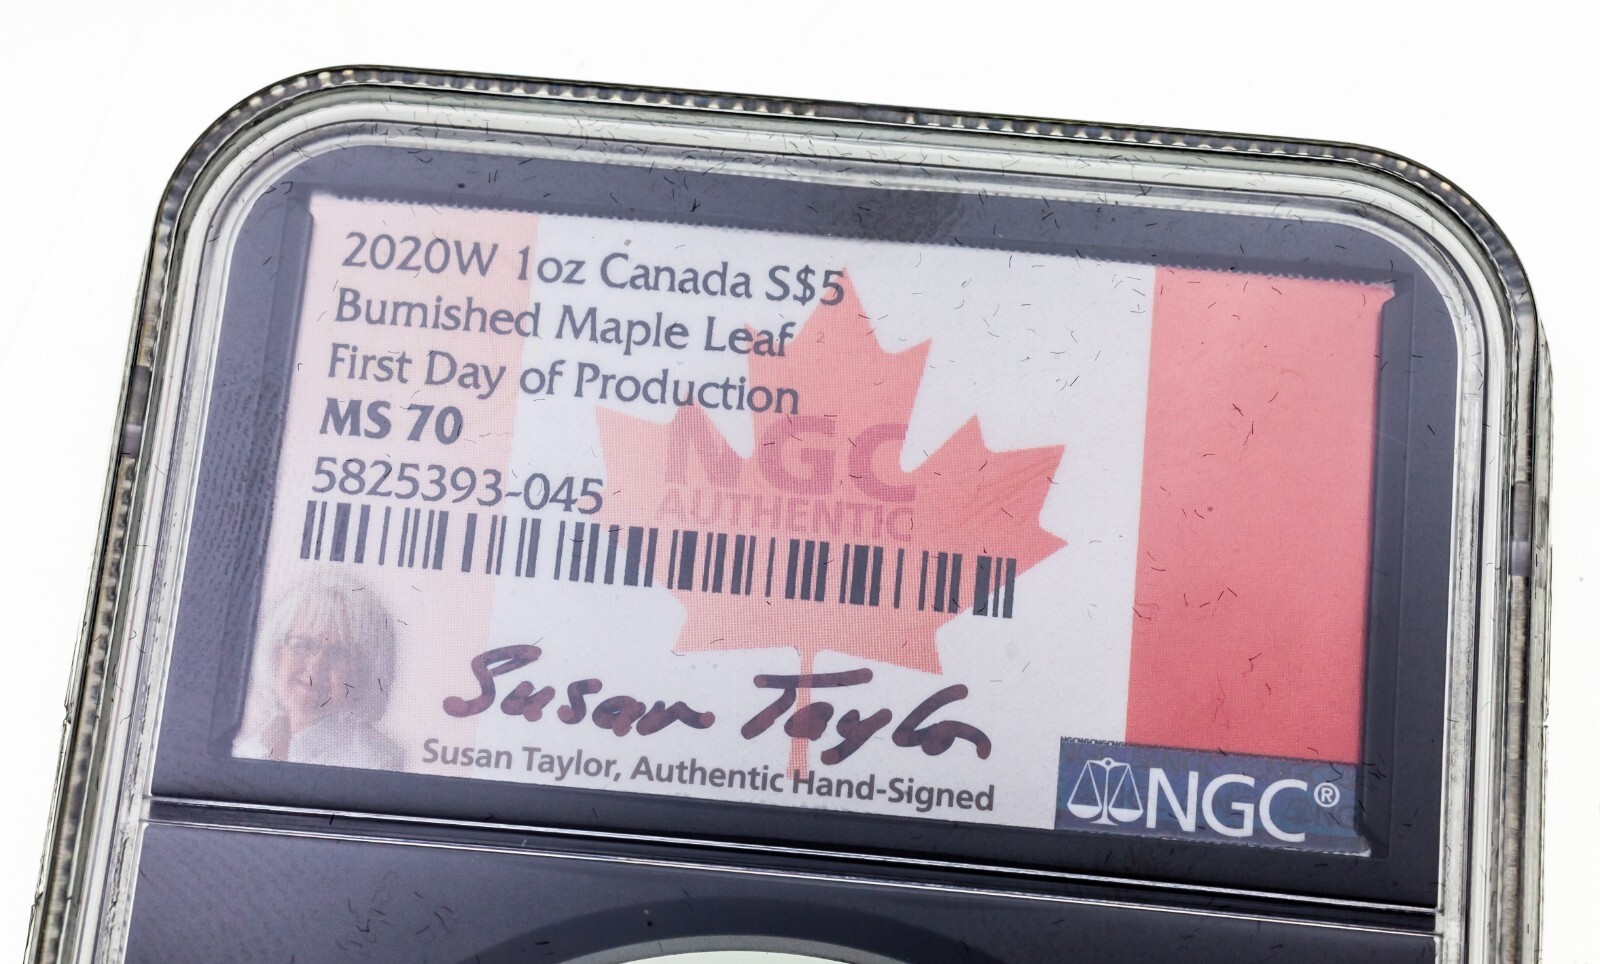 2020W 1oz Canada S$5
Burnished Maple Leaf
First Day of Production
MS 70
NGC
AUTHENTIC
5825393-045
Susan Taylor
Susan Taylor, Authentic Hand-Signed
NGC®